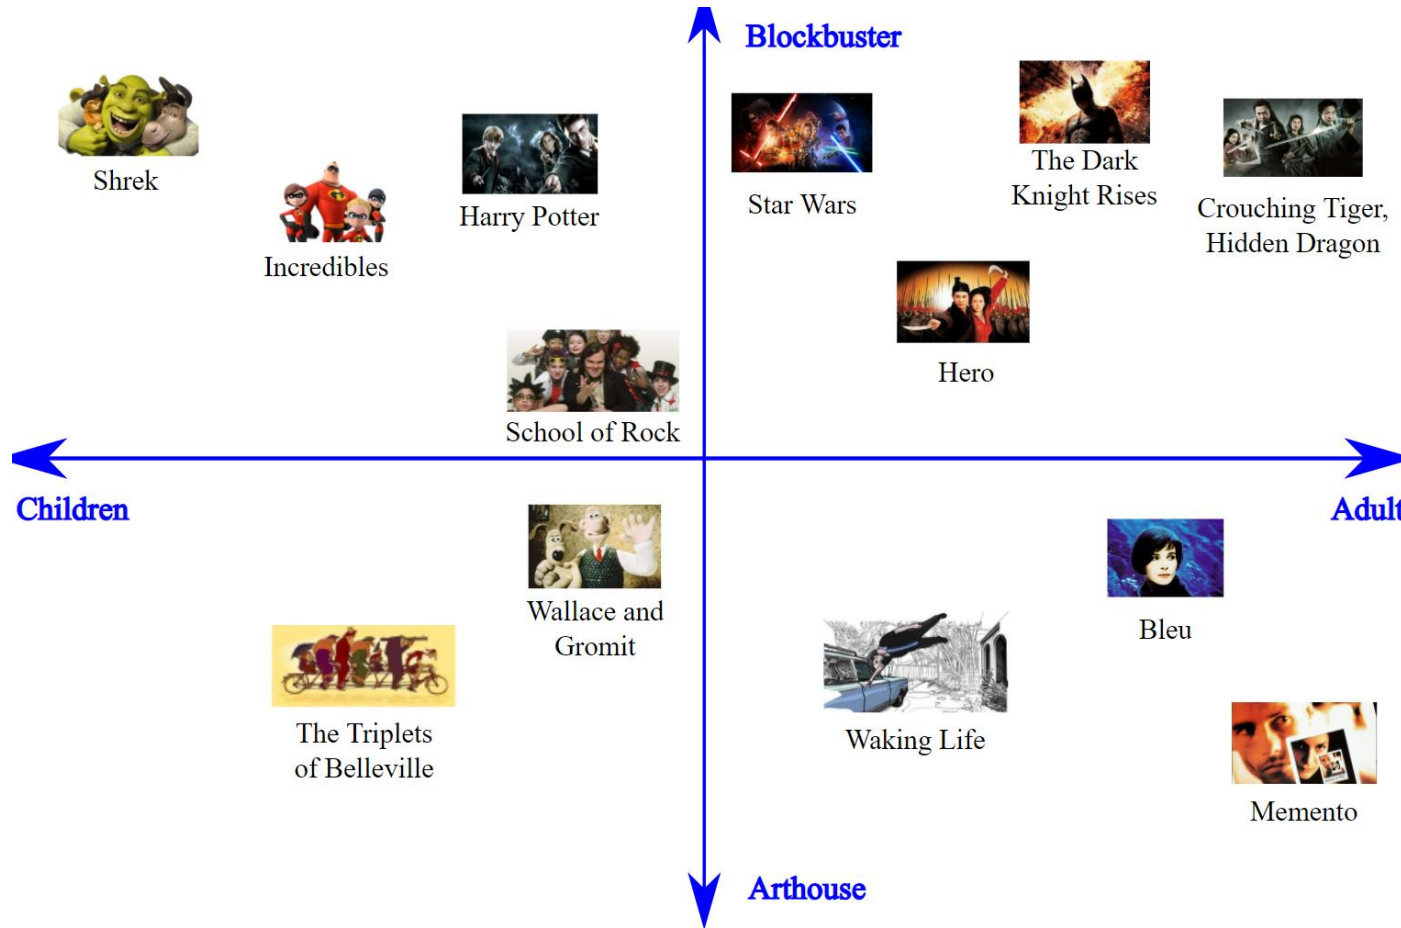 Blockbuster
Shrek
Incredibles
Harry Potter
Star Wars
The Dark
Knight Rises
Crouching Tiger,
Hidden Dragon
Hero
School of Rock
Children
Adult
Wallace and
Gromit
The Triplets
of Belleville
Waking Life
Bleu
Memento
Arthouse